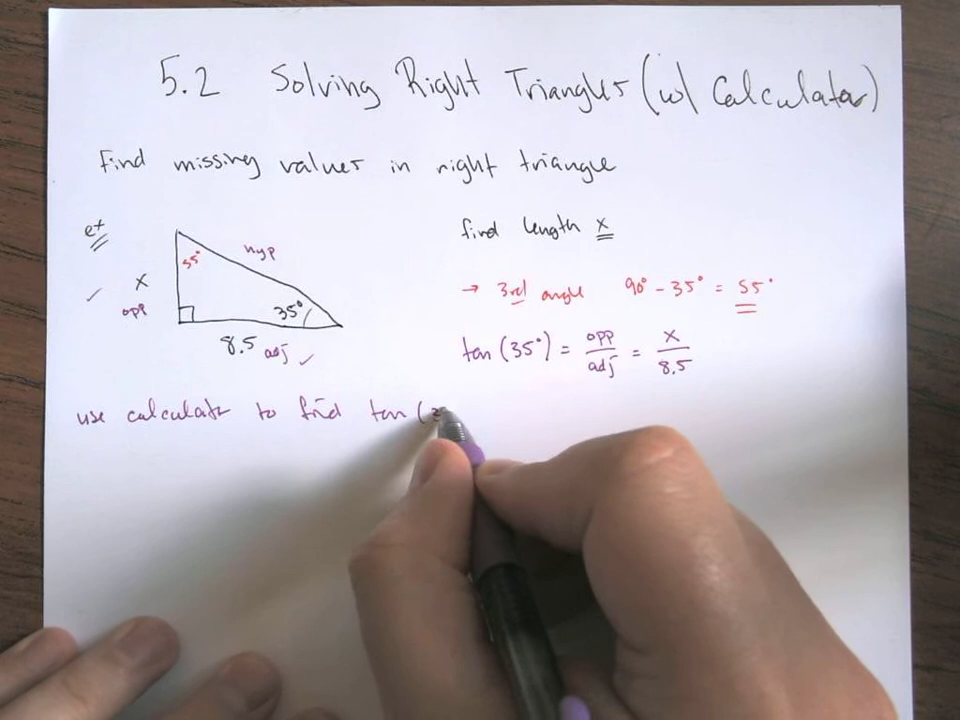 5.2 Solving Right Triangles (w/ Calculator)
Find missing values in right triangle
ex
find length x
55°
hyp
x
opp
35°
8.5 adj
→ 3rd angle 90° - 35° = 55°
tan (35°) = opp/adj = x/8.5
use calculator to find tan (3